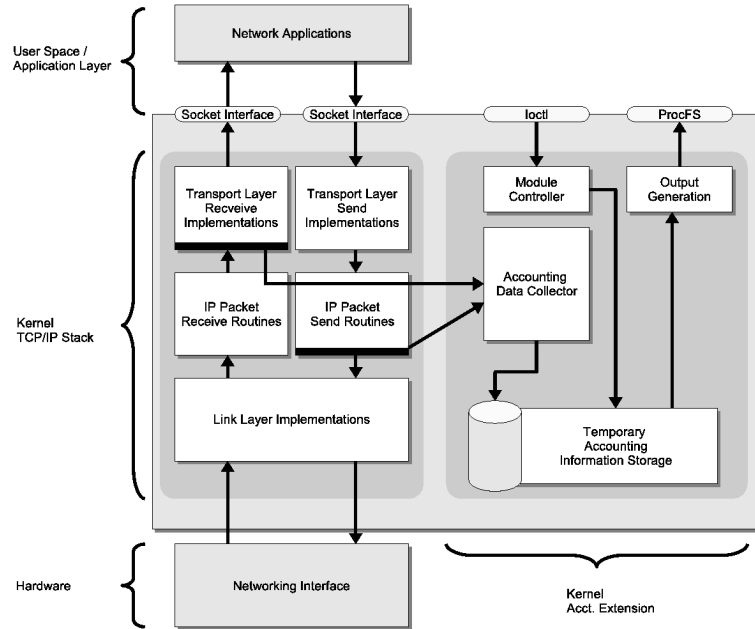 Network Applications
User Space /
Application Layer
Socket Interface
Socket Interface
Ioctl
ProcFS
Transport Layer
Recveive
Implementations
Transport Layer
Send
Implementations
Module
Controller
Output
Generation
IP Packet
Receive Routines
IP Packet
Send Routines
Accounting
Data Collector
Kernel
TCP/IP Stack
Link Layer Implementations
Temporary
Accounting
Information Storage
Hardware
Networking Interface
Kernel
Acct. Extension